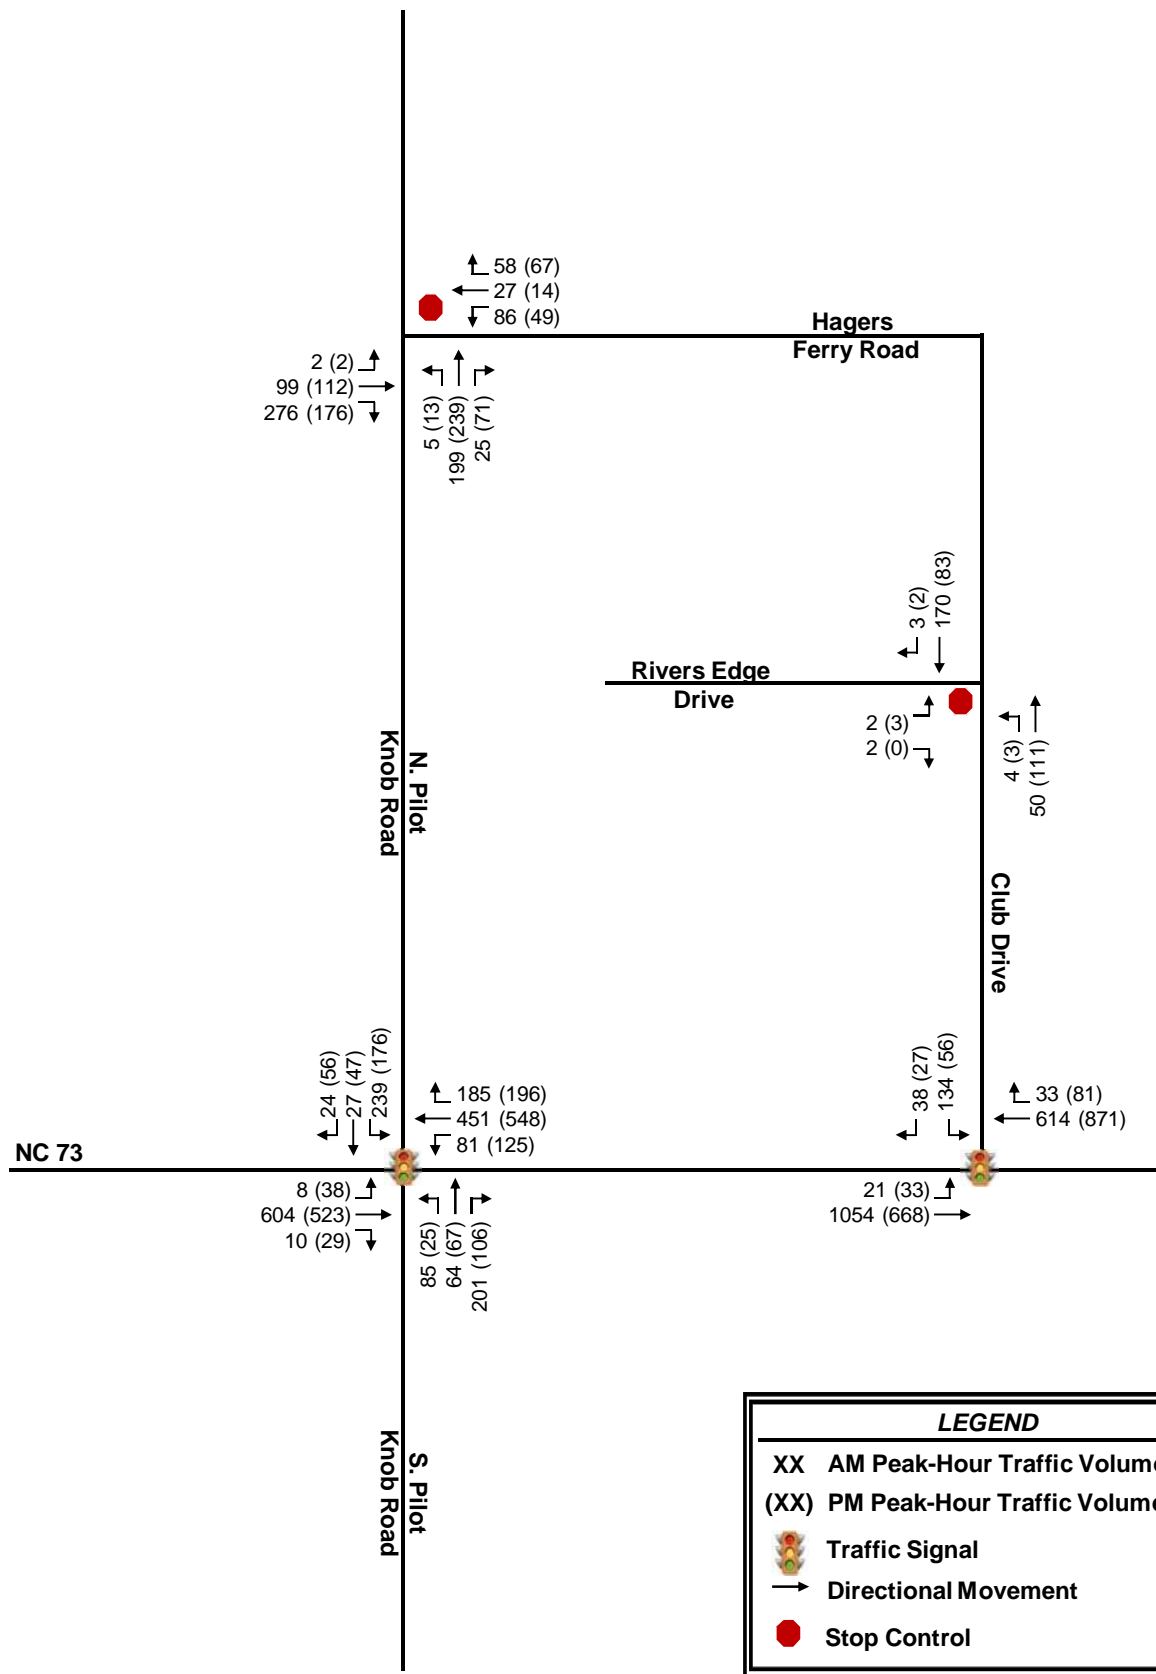 58 (67)
27 (14)
86 (49)
Hagers
Ferry Road
2 (2)
99 (112)
276 (176)
5 (13)
199 (239)
25 (71)
3 (2)
170 (83)
Rivers Edge
Drive
2 (3)
2 (0)
4 (3)
50 (111)
N. Pilot
Knob Road
Club Drive
24 (56)
27 (47)
239 (176)
185 (196)
451 (548)
81 (125)
38 (27)
134 (56)
33 (81)
614 (871)
NC 73
8 (38)
604 (523)
10 (29)
85 (25)
64 (67)
201 (106)
21 (33)
1054 (668)
S. Pilot
Knob Road
LEGEND
XX AM Peak-Hour Traffic Volume
(XX) PM Peak-Hour Traffic Volume
Traffic Signal
Directional Movement
Stop Control